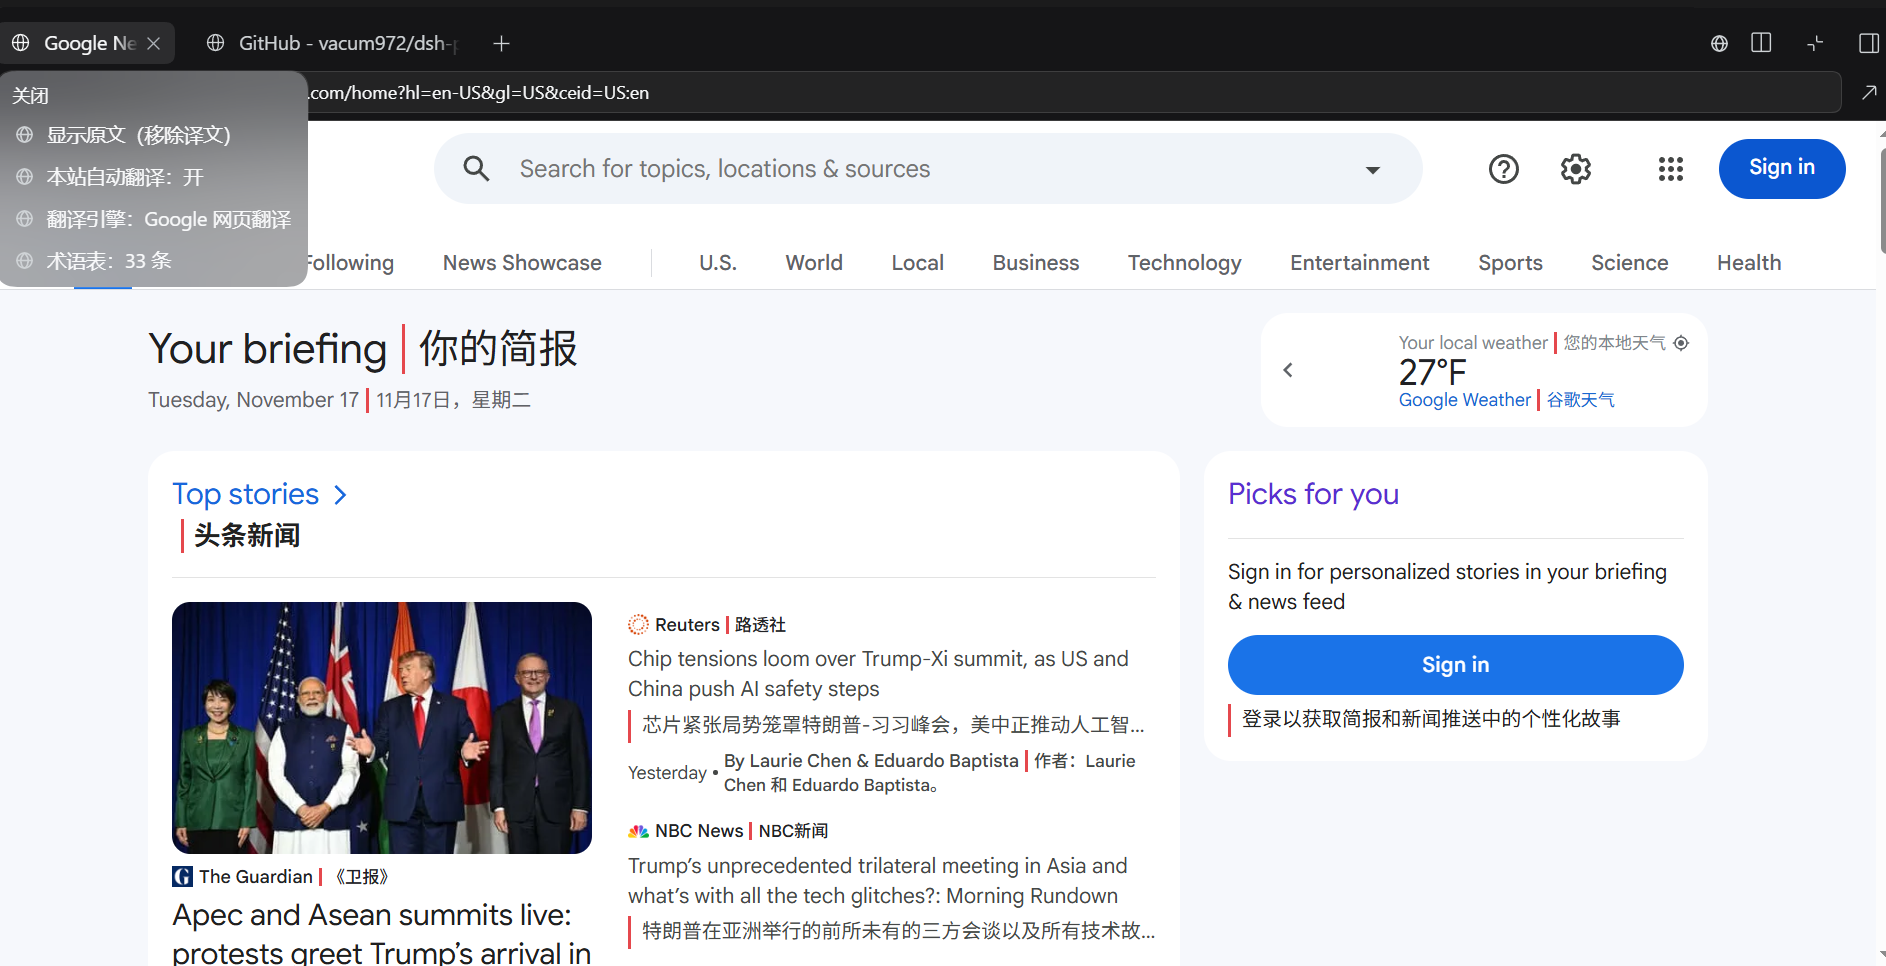 Google Ne
GitHub - vacum972/dsh-
.com/home?hl=en-US&gl=US&ceid=US:en
关闭
显示原文（移除译文）
本站自动翻译：开
翻译引擎：Google 网页翻译
术语表：33 条
Search for topics, locations & sources
Sign in
Following
News Showcase
U.S.
World
Local
Business
Technology
Entertainment
Sports
Science
Health
Your briefing 你的简报
Tuesday, November 17 11月17日，星期二
Your local weather 您的本地天气
27°F
Google Weather 谷歌天气
Top stories
头条新闻
The Guardian 《卫报》
Apec and Asean summits live:
protests greet Trump’s arrival in
Reuters 路透社
Chip tensions loom over Trump-Xi summit, as US and
China push AI safety steps
芯片紧张局势笼罩特朗普-习习峰会，美中正推动人工智...
Yesterday • By Laurie Chen & Eduardo Baptista 作者：Laurie
Chen 和 Eduardo Baptista。
NBC News NBC新闻
Trump’s unprecedented trilateral meeting in Asia and
what’s with all the tech glitches?: Morning Rundown
特朗普在亚洲举行的前所未有的三方会谈以及所有技术故...
Picks for you
Sign in for personalized stories in your briefing
& news feed
Sign in
登录以获取简报和新闻推送中的个性化故事